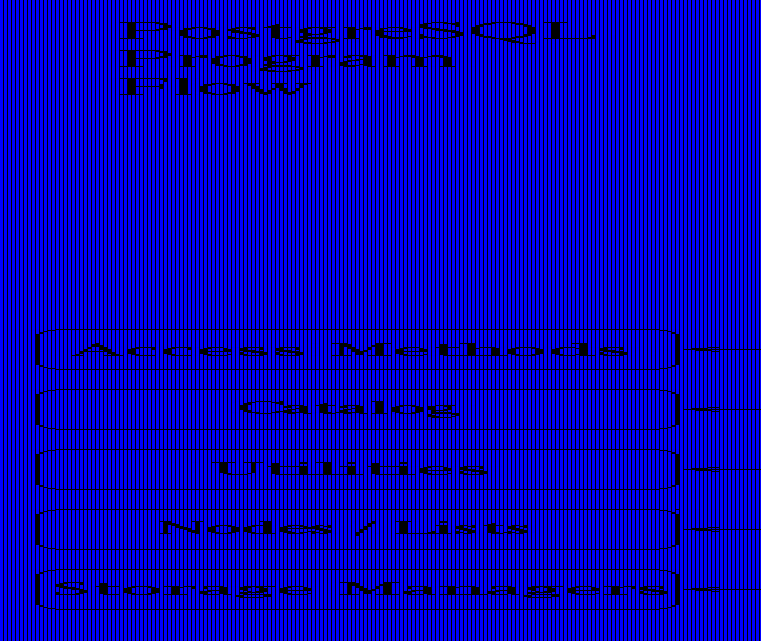 PostgreSQL
Program
Flow
Access Methods
Catalog
Utilities
Nodes / Lists
Storage Managers